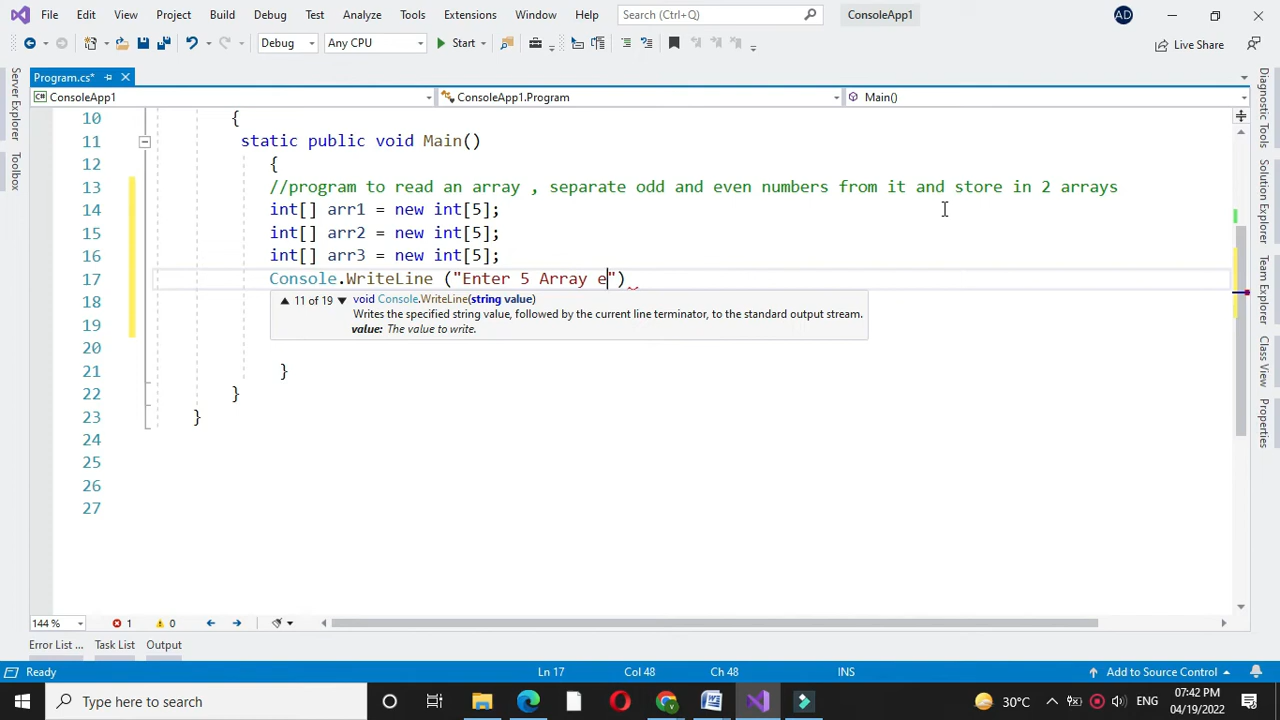 File Edit View Project Build Debug Test Analyze Tools Extensions Window Help Search (Ctrl+Q) ConsoleApp1 AD
Debug Any CPU Start Live Share
Program.cs*
ConsoleApp1 ConsoleApp1.Program Main()
Server Explorer
Toolbox
Diagnostic Tools
Solution Explorer
Team Explorer
Class View
Properties
10 {
11 static public void Main()
12 {
13 //program to read an array , separate odd and even numbers from it and store in 2 arrays
14 int[] arr1 = new int[5];
15 int[] arr2 = new int[5];
16 int[] arr3 = new int[5];
17 Console.WriteLine ("Enter 5 Array e")
18 11 of 19 void Console.WriteLine(string value)
Writes the specified string value, followed by the current line terminator, to the standard output stream.
19 value: The value to write.
20
21 }
22 }
23 }
24
25
26
27
144 % 1 0
Error List ... Task List Output
Ready Ln 17 Col 48 Ch 48 INS Add to Source Control
Type here to search 30°C ENG 07:42 PM
04/19/2022